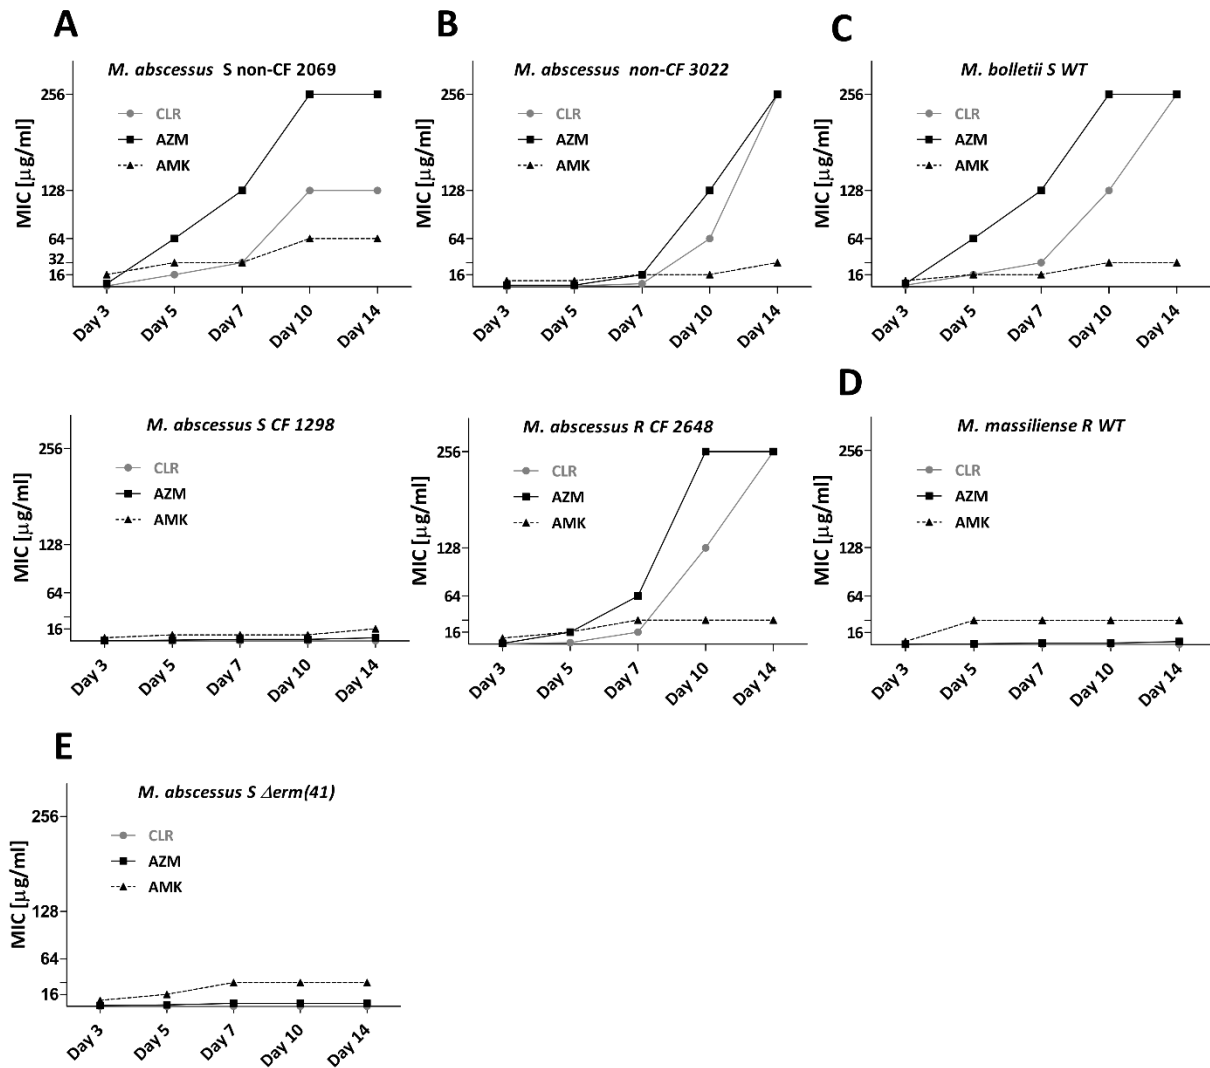 A
M. abscessus S non-CF 2069
MIC [µg/ml]
256
128
64
32
16
CLR
AZM
AMK
Day 3
Day 5
Day 7
Day 10
Day 14
B
M. abscessus non-CF 3022
MIC [µg/ml]
256
128
64
16
CLR
AZM
AMK
Day 3
Day 5
Day 7
Day 10
Day 14
C
M. bolletii S WT
MIC [µg/ml]
256
128
64
16
CLR
AZM
AMK
Day 3
Day 5
Day 7
Day 10
Day 14
M. abscessus S CF 1298
MIC [µg/ml]
256
128
64
16
CLR
AZM
AMK
Day 3
Day 5
Day 7
Day 10
Day 14
M. abscessus R CF 2648
MIC [µg/ml]
256
128
64
16
CLR
AZM
AMK
Day 3
Day 5
Day 7
Day 10
Day 14
D
M. massiliense R WT
MIC [µg/ml]
256
128
64
16
CLR
AZM
AMK
Day 3
Day 5
Day 7
Day 10
Day 14
E
M. abscessus S Δerm(41)
MIC [µg/ml]
256
128
64
16
CLR
AZM
AMK
Day 3
Day 5
Day 7
Day 10
Day 14